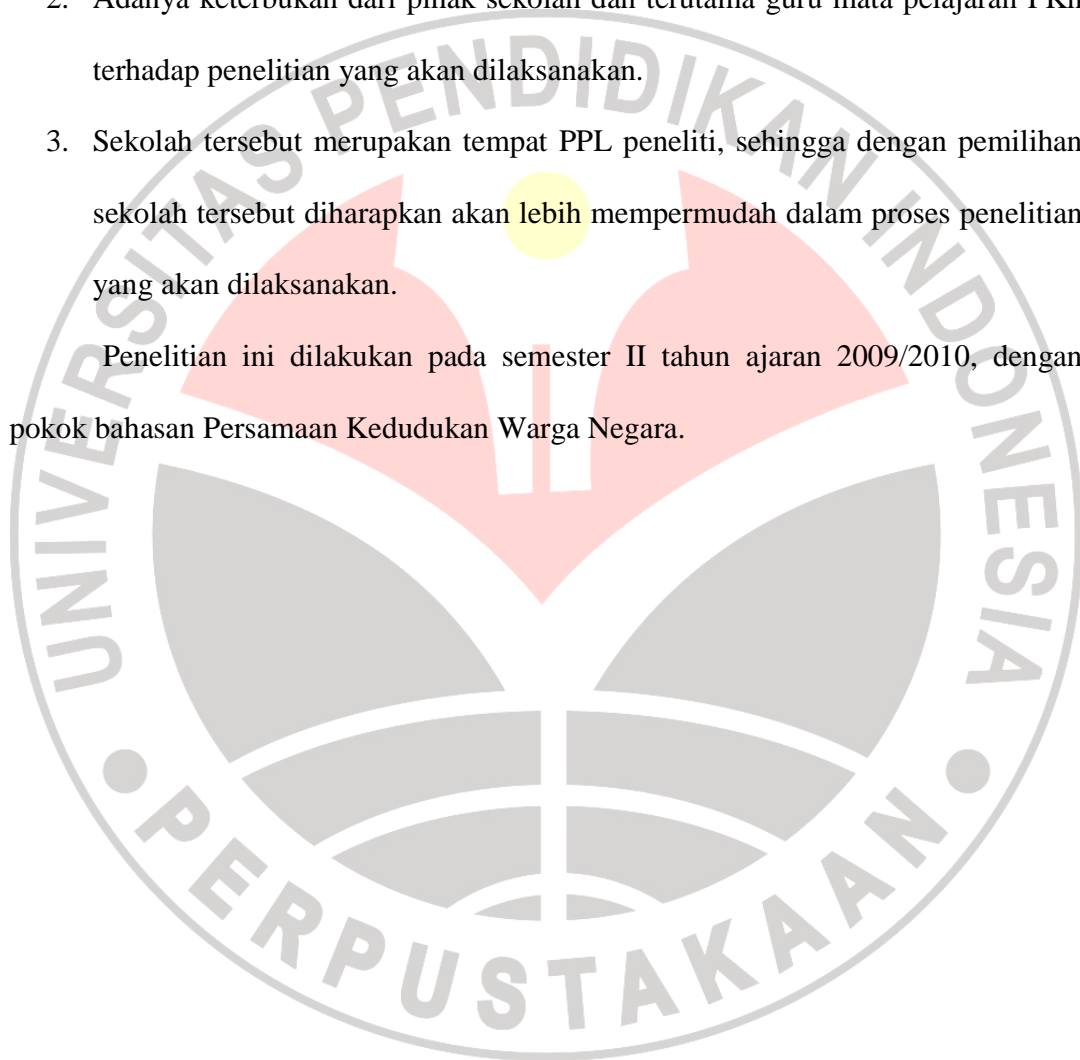 2. Adanya keterbukan dari pihak sekolah dan terutama guru mata pelajaran PKn
terhadap penelitian yang akan dilaksanakan.
3. Sekolah tersebut merupakan tempat PPL peneliti, sehingga dengan pemilihan
sekolah tersebut diharapkan akan lebih mempermudah dalam proses penelitian
yang akan dilaksanakan.
Penelitian ini dilakukan pada semester II tahun ajaran 2009/2010, dengan
pokok bahasan Persamaan Kedudukan Warga Negara.
UNIVERSITAS PENDIDIKAN INDONESIA
PERPUSTAKAAN